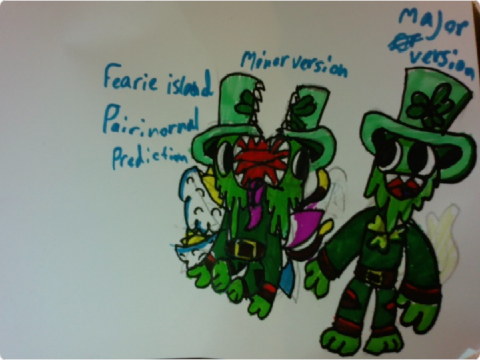 Fearie island
Pairinormal
Prediction
Minor version
Major
version